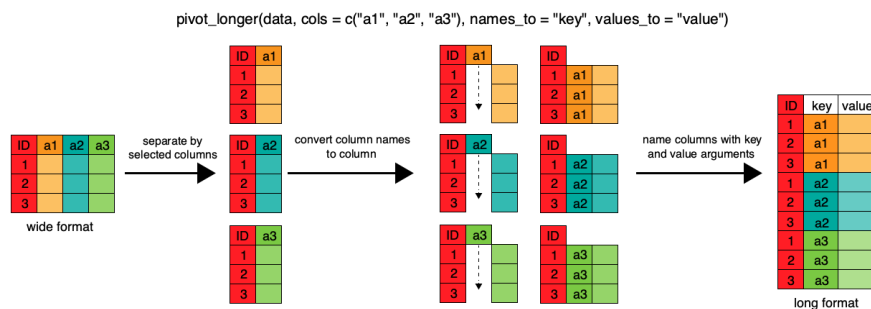 pivot_longer(data, cols = c("a1", "a2", "a3"), names_to = "key", values_to = "value")
ID a1 a2 a3
1
2
3
wide format
separate by
selected columns
ID a1
1
2
3
ID a2
1
2
3
ID a3
1
2
3
convert column names
to column
ID a1
1
2
3
ID a2
1
2
3
ID a3
1
2
3
ID
1 a1
2 a1
3 a1
ID
1 a2
2 a2
3 a2
ID
1 a3
2 a3
3 a3
name columns with key
and value arguments
ID key value
1 a1
2 a1
3 a1
1 a2
2 a2
3 a2
1 a3
2 a3
3 a3
long format